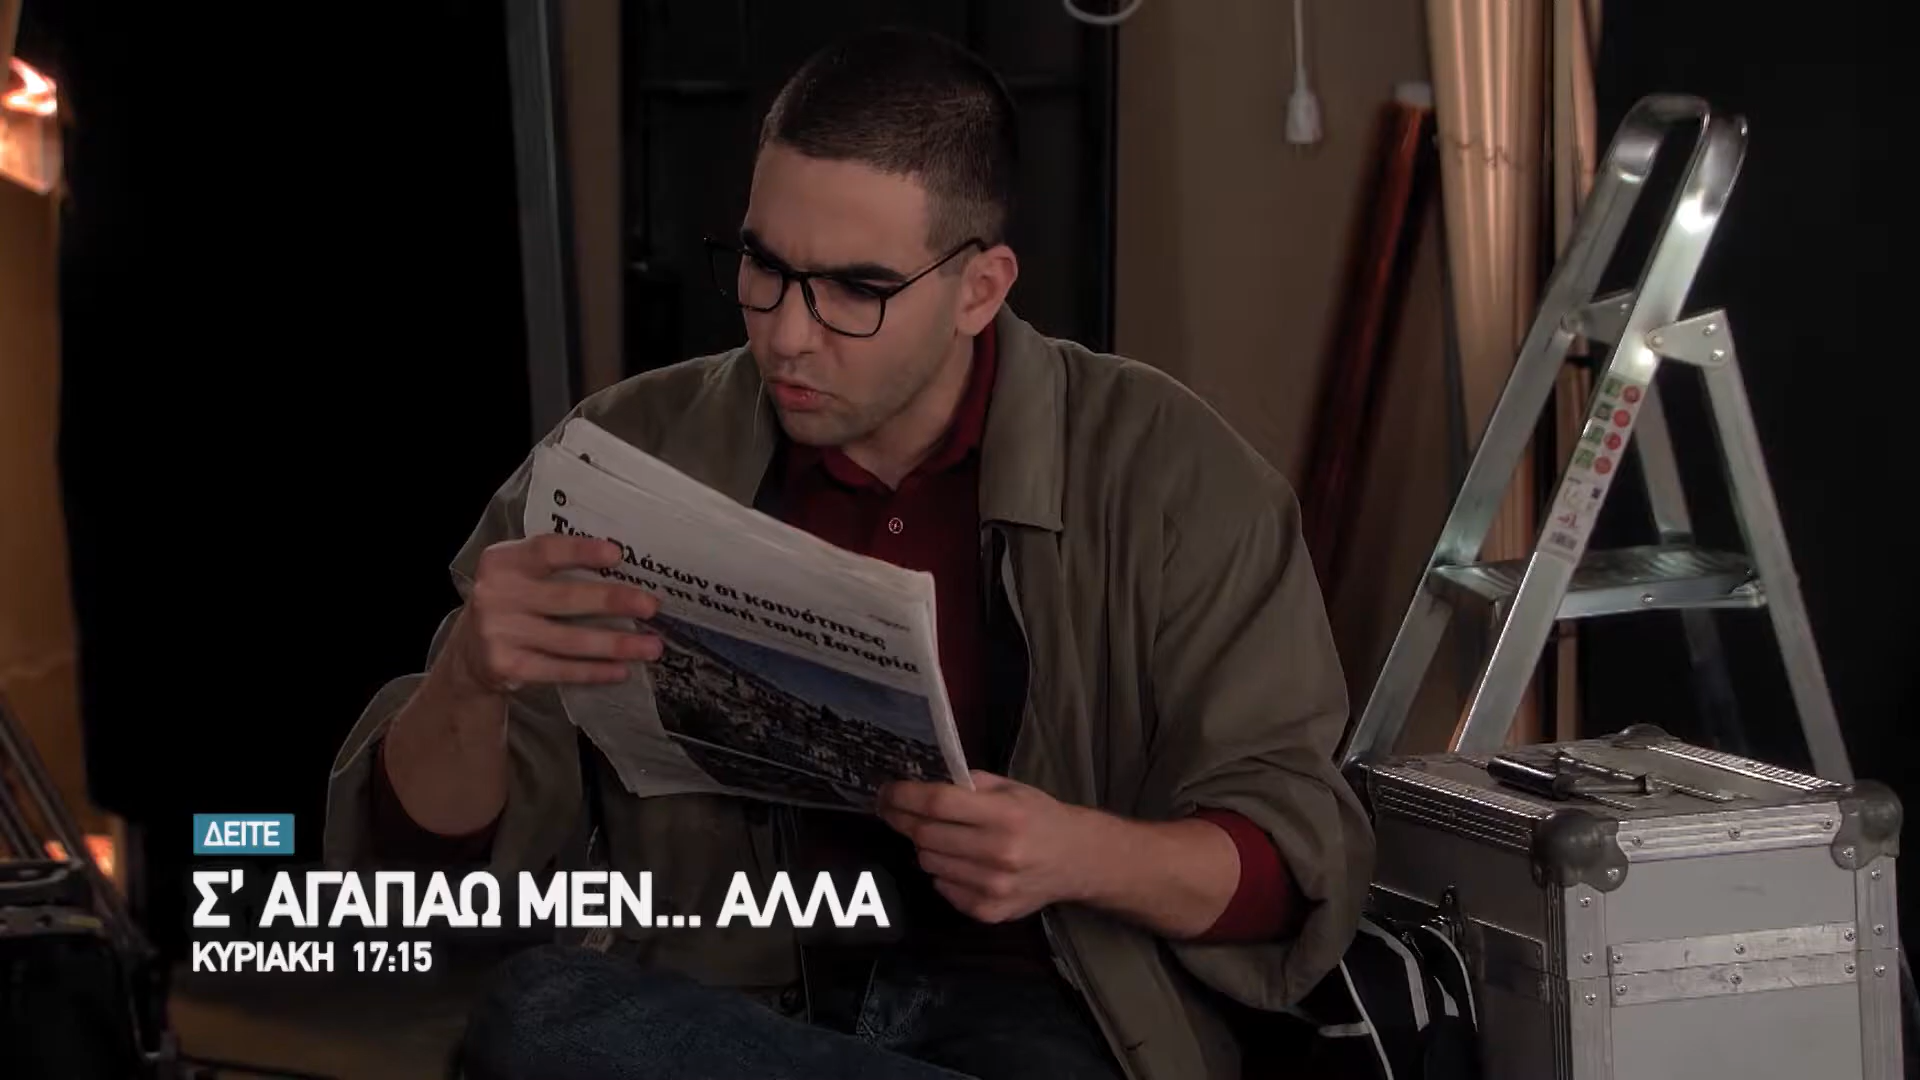 Βλάχων οι κοινότητες
τη δική τους Ιστορία
ΔΕΙΤΕ
Σ' ΑΓΑΠΑΩ ΜΕΝ... ΑΛΛΑ
ΚΥΡΙΑΚΗ 17:15